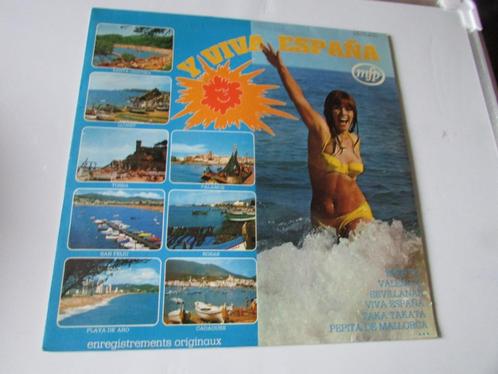 Y VIVA ESPAÑA
mfp
TOSSA
PALAMOS
SAN FELIU
ROSAS
PLAYA DE ARO
CADAQUES
VALENCIA
SEVILLANAS
VIVA ESPAÑA
TAKA TAKATA
PEPITA DE MALLORCA
...
enregistrements originaux